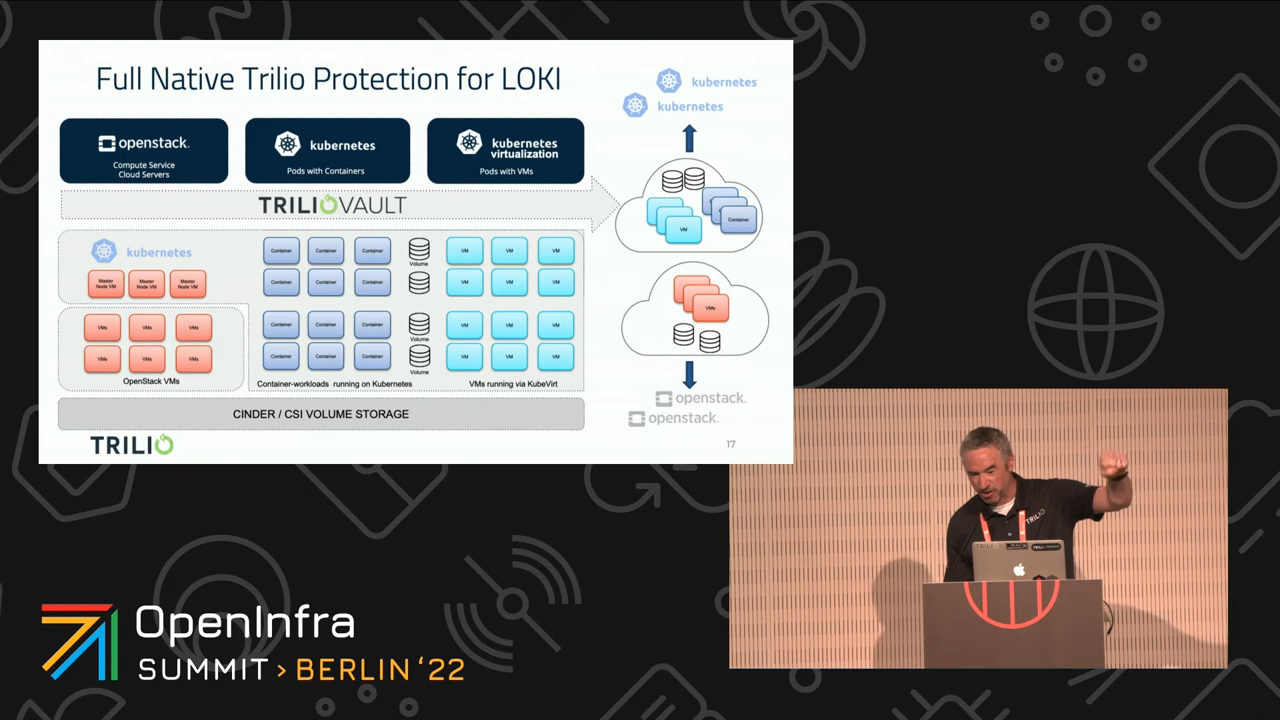 Full Native Trilio Protection for LOKI
kubernetes
kubernetes
openstack.
Compute Service
Cloud Servers
kubernetes
Pods with Containers
kubernetes
virtualization
Pods with VMs
TRILIOVAULT
kubernetes
Master
Node VM
Master
Node VM
Master
Node VM
VMs
VMs
VMs
VMs
VMs
VMs
OpenStack VMs
Container
Container
Container
Volume
Container
Container
Container
Container
Container
Container
Volume
Container
Container
Container
Volume
Container-workloads running on Kubernetes
VM
VM
VM
VM
VM
VM
VM
VM
VM
VM
VM
VM
VMs running via KubeVirt
VM
Container
VMs
openstack.
openstack.
CINDER / CSI VOLUME STORAGE
TRILIO
17
TRILIO
TRILIO
OpenInfra
SUMMIT > BERLIN '22